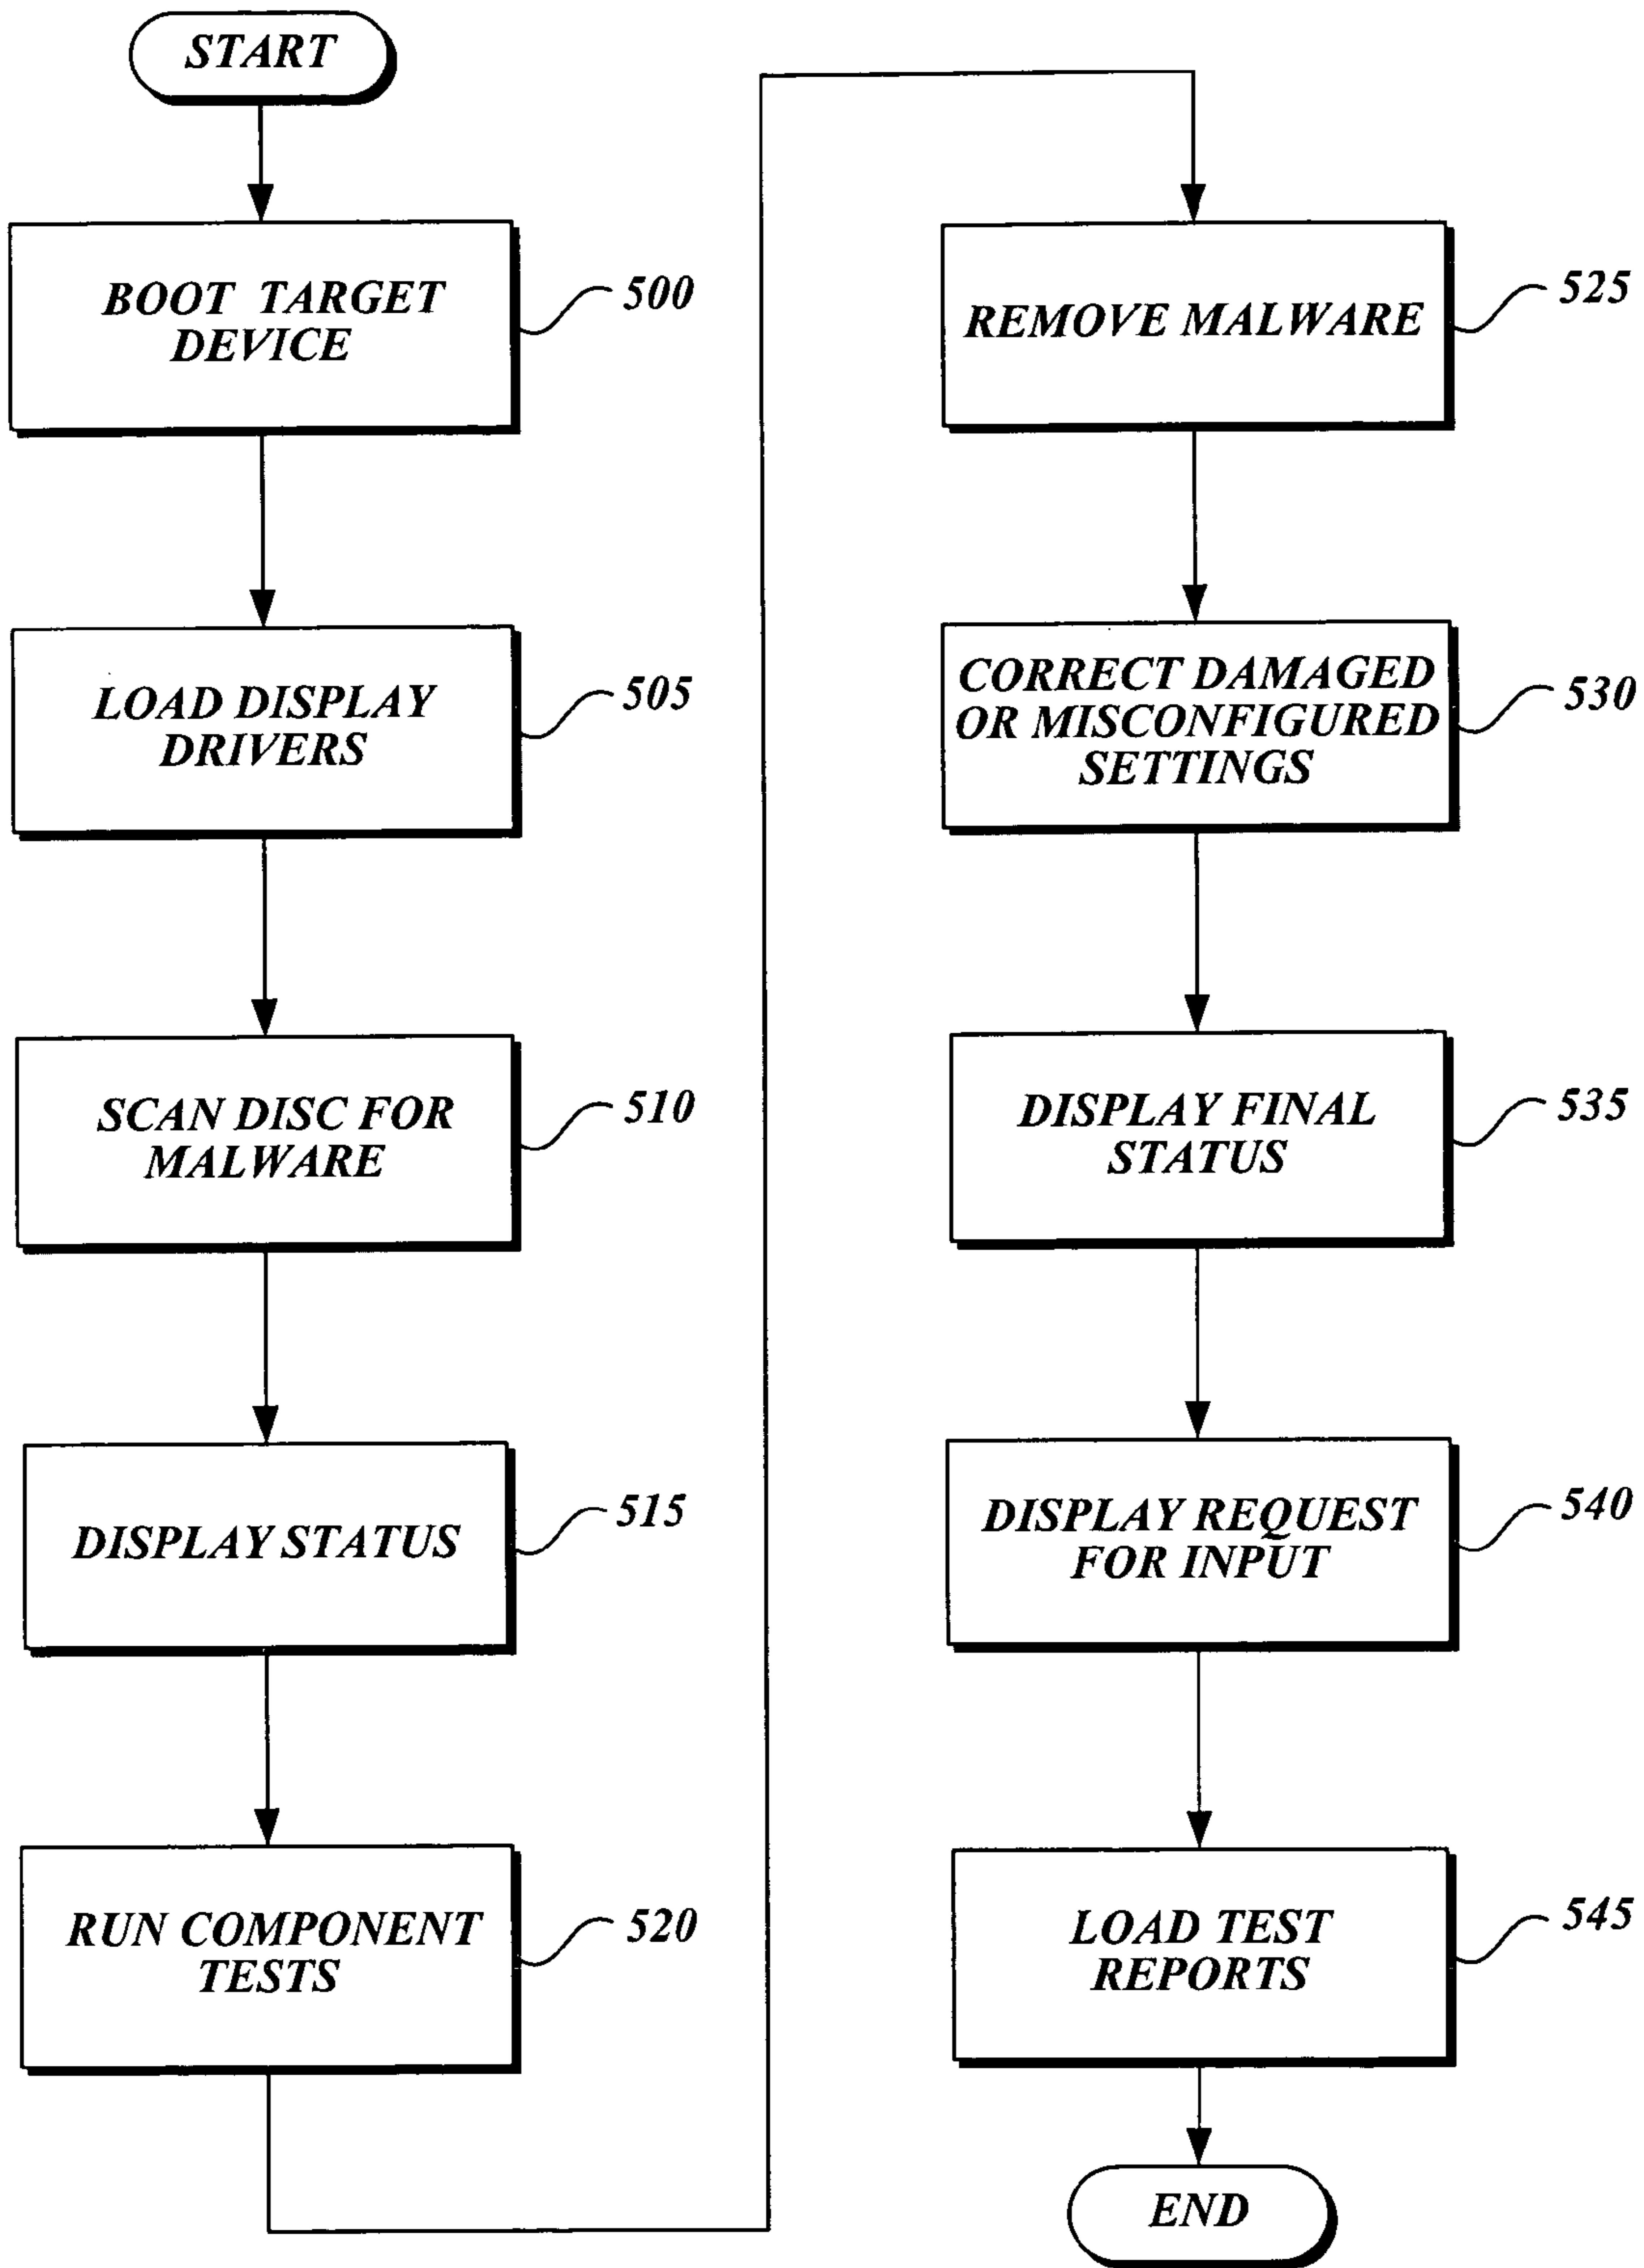 START
BOOT TARGET
DEVICE
500
LOAD DISPLAY
DRIVERS
505
SCAN DISC FOR
MALWARE
510
DISPLAY STATUS
515
RUN COMPONENT
TESTS
520
REMOVE MALWARE
525
CORRECT DAMAGED
OR MISCONFIGURED
SETTINGS
530
DISPLAY FINAL
STATUS
535
DISPLAY REQUEST
FOR INPUT
540
LOAD TEST
REPORTS
545
END